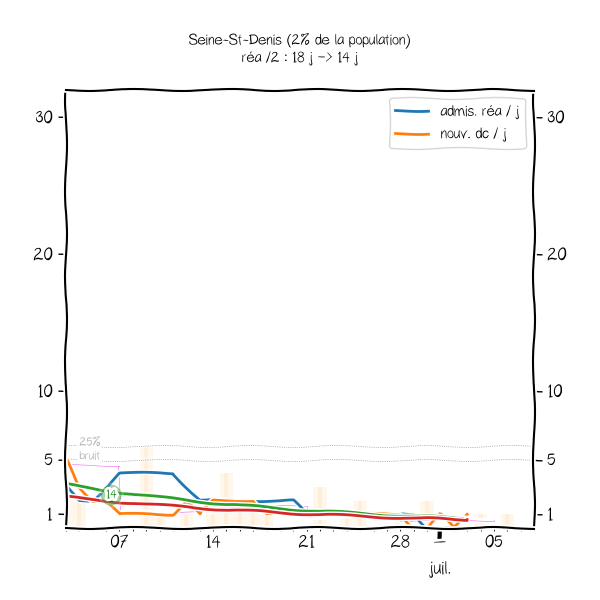 Seine-St-Denis (2% de la population)
réa /2 : 18 j -> 14 j
admis. réa / j
nouv. dc / j
30
30
20
20
10
10
25%
bruit
5
5
14
1
1
07
14
21
28
05
juil.